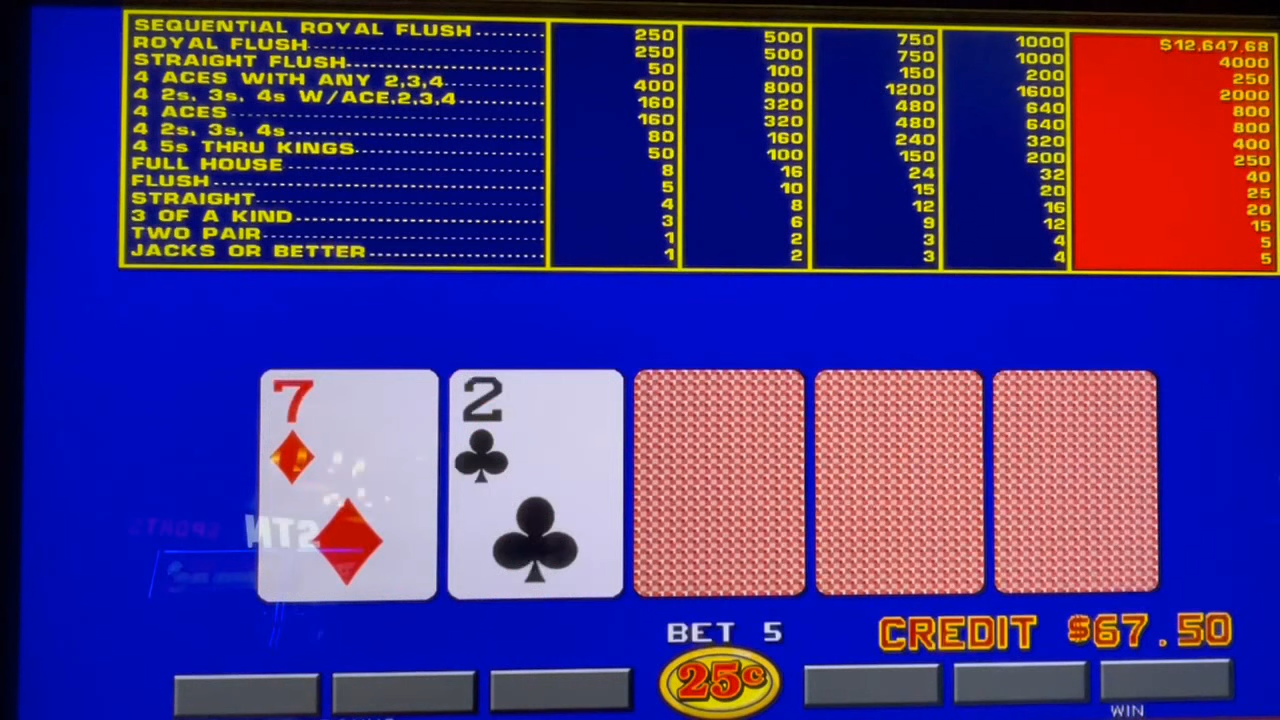 SEQUENTIAL ROYAL FLUSH 250 500 750 1000 $12,647.68
ROYAL FLUSH 250 500 750 1000 4000
STRAIGHT FLUSH 50 100 150 200 250
4 ACES WITH ANY 2,3,4 400 800 1200 1600 2000
4 2s, 3s, 4s W/ACE,2,3,4 160 320 480 640 800
4 ACES 160 320 480 640 800
4 2s, 3s, 4s 80 160 240 320 400
4 5s THRU KINGS 50 100 150 200 250
FULL HOUSE 8 16 24 32 40
FLUSH 5 10 15 20 25
STRAIGHT 4 8 12 16 20
3 OF A KIND 3 6 9 12 15
TWO PAIR 1 2 3 4 5
JACKS OR BETTER 1 2 3 4 5
7 2
BET 5 CREDIT $67.50
25¢
WIN